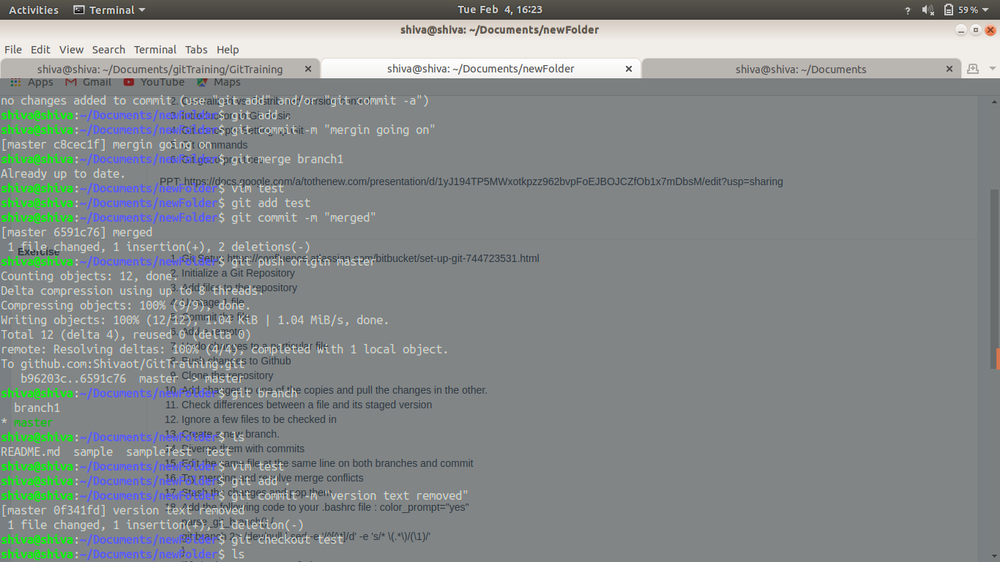 Activities Terminal Tue Feb 4, 16:23 ? 59%
shiva@shiva: ~/Documents/newFolder
File Edit View Search Terminal Tabs Help
shiva@shiva: ~/Documents/gitTraining/GitTraining shiva@shiva: ~/Documents/newFolder shiva@shiva: ~/Documents
Apps Gmail YouTube Maps
no changes added to commit (use "git add" and/or "git commit -a")
shiva@shiva:~/Documents/newFolder$ git add .
shiva@shiva:~/Documents/newFolder$ git commit -m "mergin going on"
[master c8cec1f] mergin going on
shiva@shiva:~/Documents/newFolder$ git merge branch1
Already up to date.
PPT: https://docs.google.com/a/tothenew.com/presentation/d/1yJ194TP5MWxotkpzz962bvpFoEJBOJCZfOb1x7mDbsM/edit?usp=sharing
shiva@shiva:~/Documents/newFolder$ vim test
shiva@shiva:~/Documents/newFolder$ git add test
shiva@shiva:~/Documents/newFolder$ git commit -m "merged"
[master 6591c76] merged
1 file changed, 1 insertion(+), 2 deletions(-)
Exercise
1. Git Setup https://confluence.atlassian.com/bitbucket/set-up-git-744723531.html
shiva@shiva:~/Documents/newFolder$ git push origin master
2. Initialize a Git Repository
Counting objects: 12, done.
3. Add files to the repository
Delta compression using up to 8 threads.
4. Unstage 1 file
Compressing objects: 100% (9/9), done.
5. Commit the file
Writing objects: 100% (12/12), 1.04 KiB | 1.04 MiB/s, done.
6. Add a remote
Total 12 (delta 4), reused 0 (delta 0)
7. Undo changes to a particular file
remote: Resolving deltas: 100% (4/4), completed with 1 local object.
8. Push changes to Github
To github.com:Shivaot/GitTraining.git
9. Clone the repository
b96203c..6591c76 master -> master
10. Add changes to one of the copies and pull the changes in the other.
shiva@shiva:~/Documents/newFolder$ git branch
11. Check differences between a file and its staged version
branch1
12. Ignore a few files to be checked in
* master
13. Create a new branch.
shiva@shiva:~/Documents/newFolder$ ls
14. Diverge them with commits
README.md sample sampleTest test
15. Edit the same file at the same line on both branches and commit
shiva@shiva:~/Documents/newFolder$ vim test
16. Try merging and resolve merge conflicts
shiva@shiva:~/Documents/newFolder$ git add .
17. Stash the changes and pop them
shiva@shiva:~/Documents/newFolder$ git commit -m "version text removed"
18. Add the following code to your .bashrc file : color_prompt="yes"
[master 0f341fd] version text removed
parse_git_branch() {
1 file changed, 1 insertion(+), 1 deletion(-)
git branch 2> /dev/null | sed -e '/^[^*]/d' -e 's/* \(.*\)/(\1)/'
shiva@shiva:~/Documents/newFolder$ git checkout test
}
shiva@shiva:~/Documents/newFolder$ ls